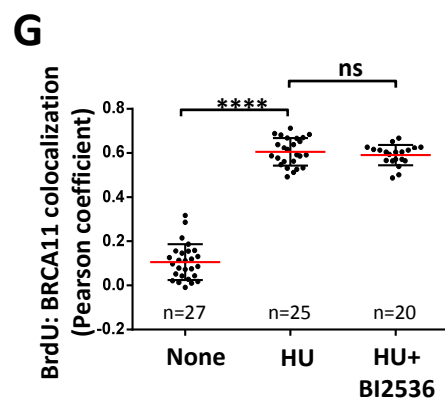 G
ns
****
BrdU: BRCA11 colocalization
(Pearson coefficient)
0.8
0.6
0.4
0.2
0.0
-0.2
n=27
n=25
n=20
None
HU
HU+
BI2536